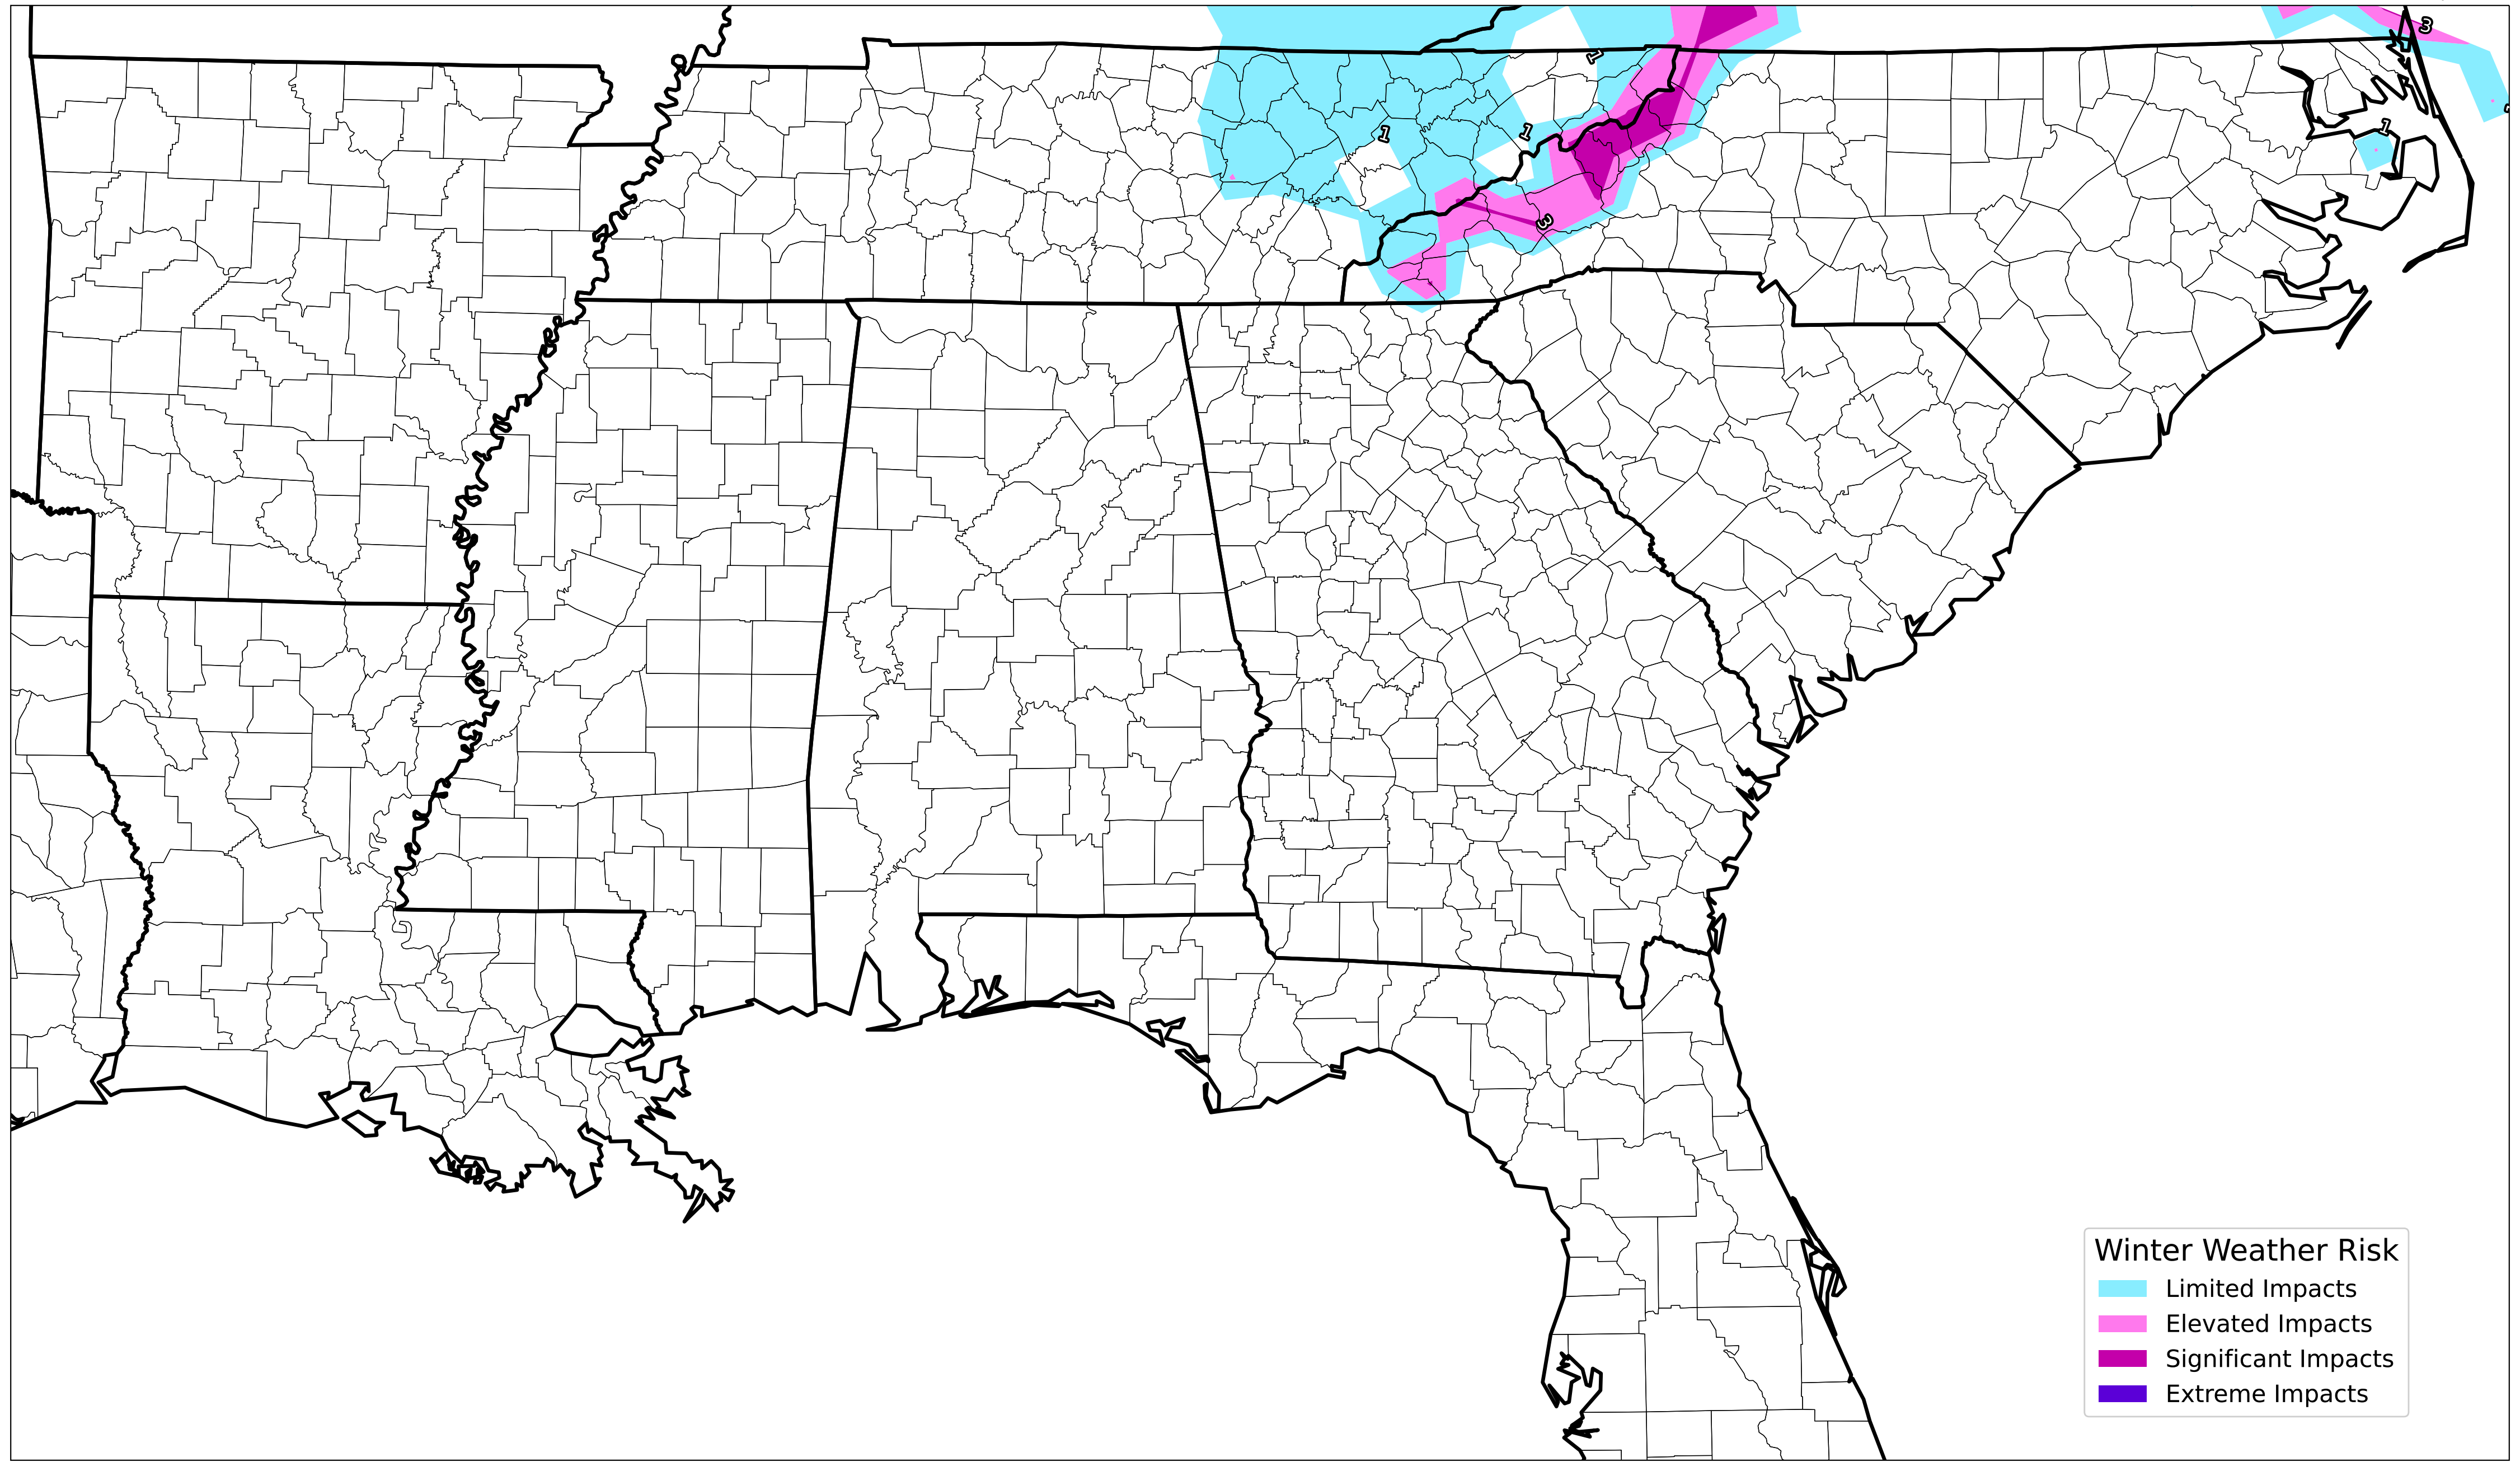 1
3
1
1
1
3
Winter Weather Risk
Limited Impacts
Elevated Impacts
Significant Impacts
Extreme Impacts